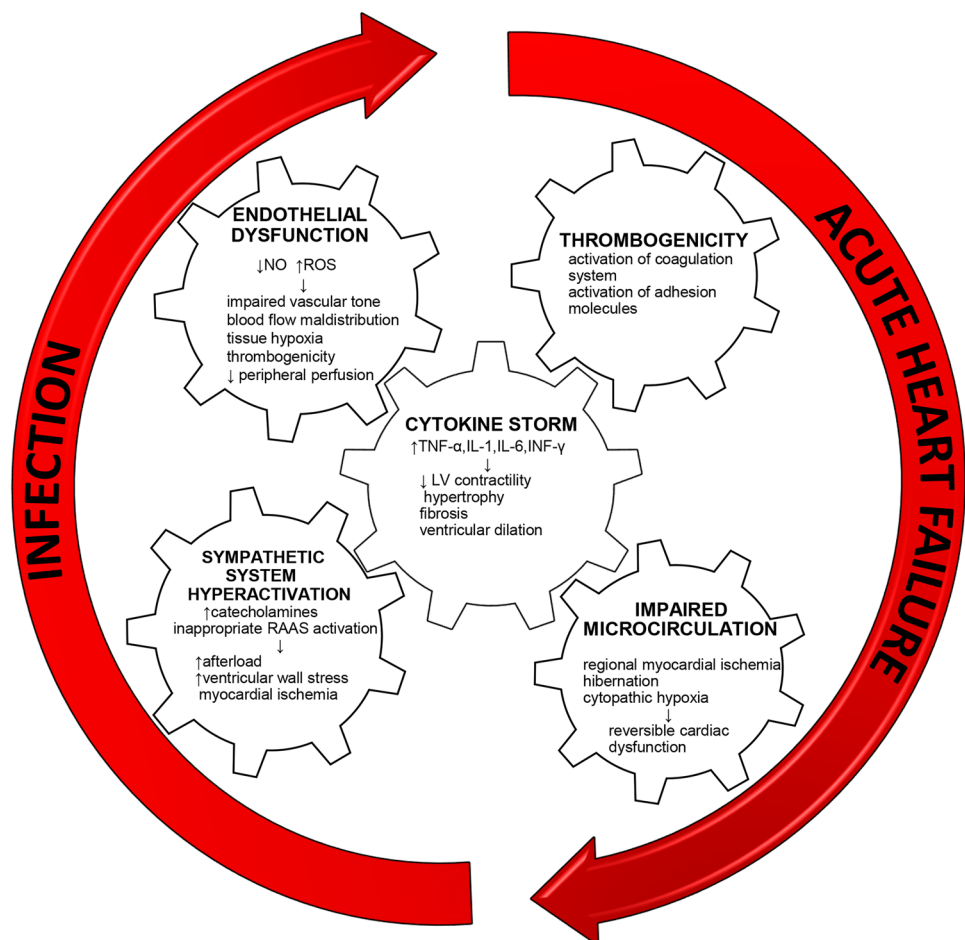 INFECTION
ENDOTHELIAL
DYSFUNCTION
↓NO ↑ROS
↓
impaired vascular tone
blood flow maldistribution
tissue hypoxia
thrombogenicity
↓ peripheral perfusion
THROMBOGENICITY
activation of coagulation
system
activation of adhesion
molecules
CYTOKINE STORM
↑TNF-α,IL-1,IL-6,INF-γ
↓
↓ LV contractility
hypertrophy
fibrosis
ventricular dilation
SYMPATHETIC
SYSTEM
HYPERACTIVATION
↑catecholamines
inappropriate RAAS activation
↓
↑afterload
↑ventricular wall stress
myocardial ischemia
IMPAIRED
MICROCIRCULATION
regional myocardial ischemia
hibernation
cytopathic hypoxia
↓
reversible cardiac
dysfunction
ACUTE HEART FAILURE